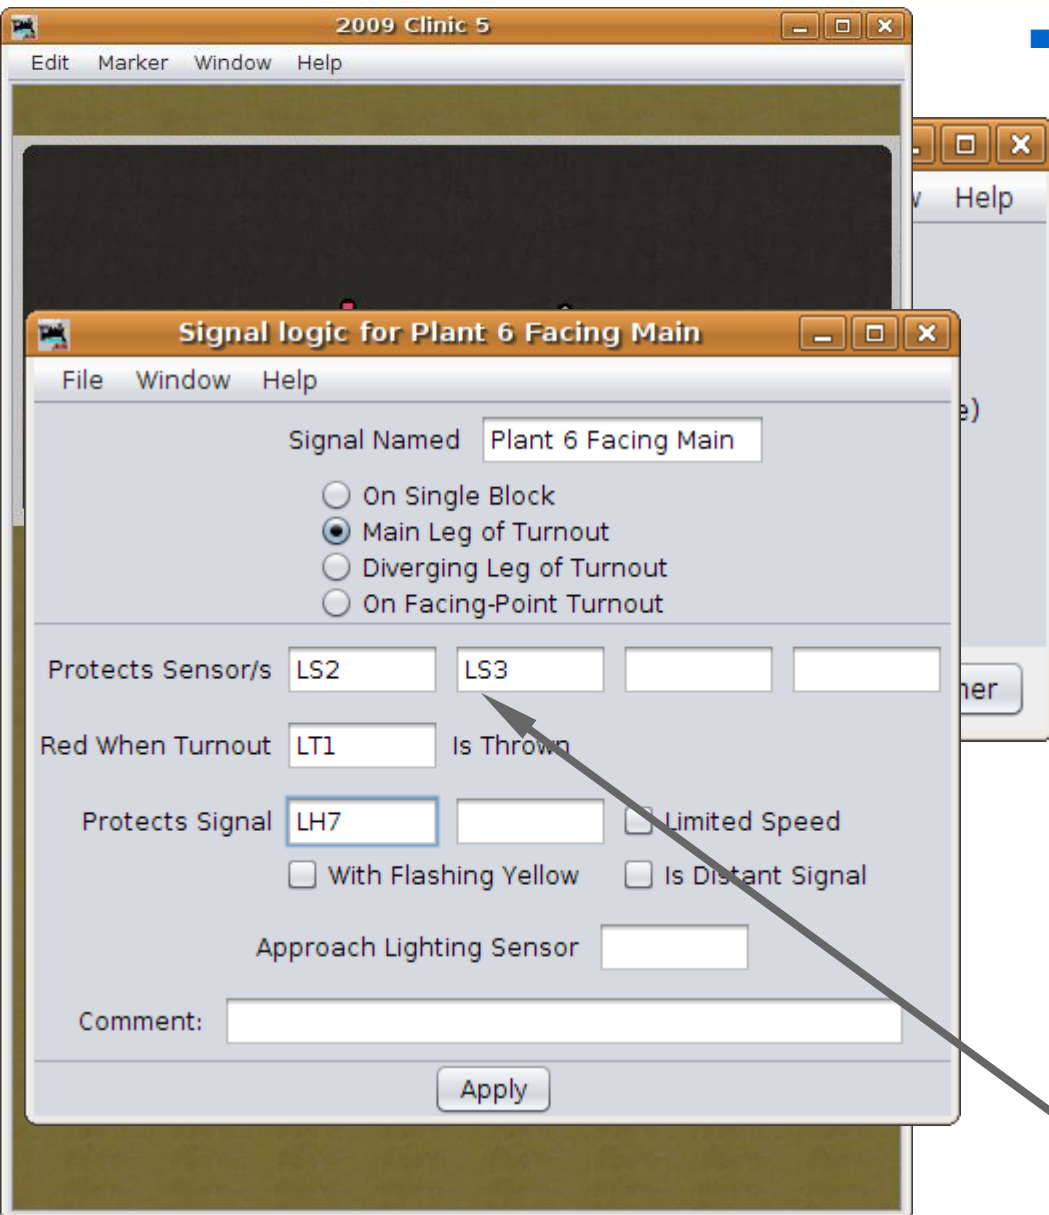 2009 Clinic 5
Edit Marker Window Help
Help
Signal logic for Plant 6 Facing Main
File Window Help
Signal Named Plant 6 Facing Main
On Single Block
Main Leg of Turnout
Diverging Leg of Turnout
On Facing-Point Turnout
Protects Sensor/s LS2 LS3
Red When Turnout LT1 Is Thrown
Protects Signal LH7 Limited Speed
With Flashing Yellow Is Distant Signal
Approach Lighting Sensor
Comment:
Apply